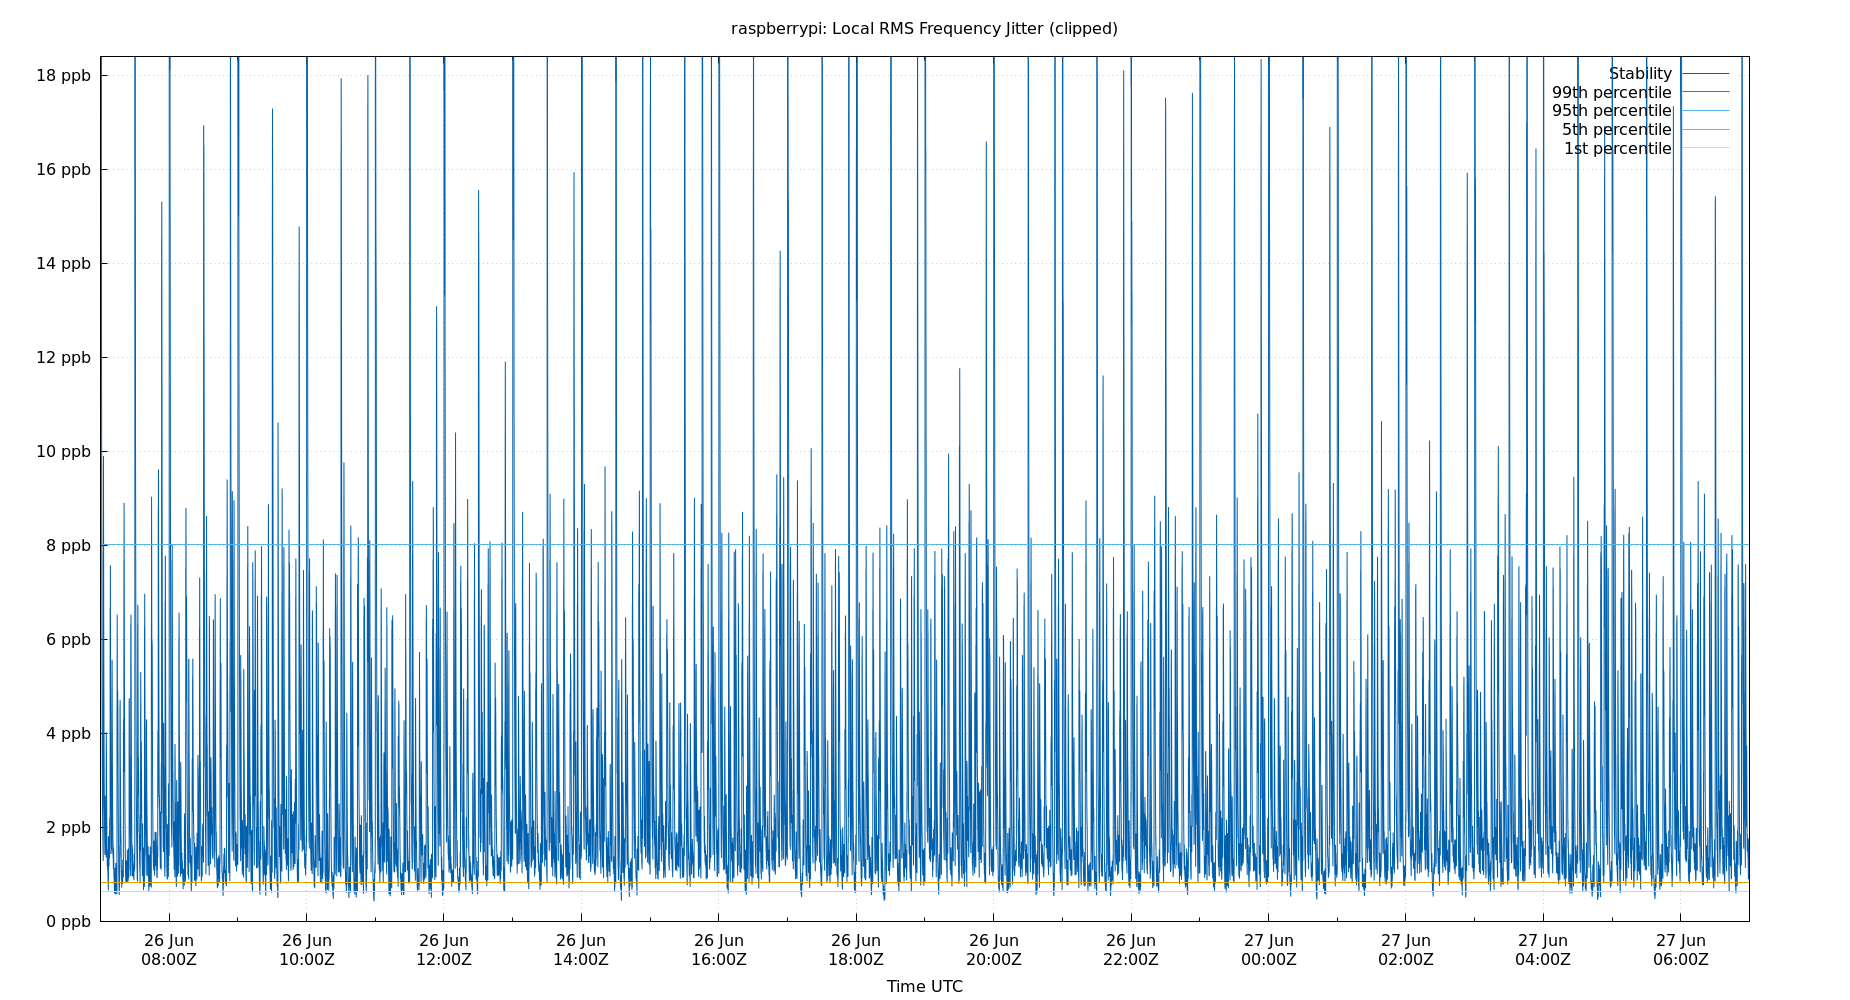 raspberrypi: Local RMS Frequency Jitter (clipped)
18 ppb
16 ppb
14 ppb
12 ppb
10 ppb
8 ppb
6 ppb
4 ppb
2 ppb
0 ppb
Stability
99th percentile
95th percentile
5th percentile
1st percentile
26 Jun 26 Jun 26 Jun 26 Jun 26 Jun 26 Jun 26 Jun 26 Jun 27 Jun 27 Jun 27 Jun 27 Jun
08:00Z 10:00Z 12:00Z 14:00Z 16:00Z 18:00Z 20:00Z 22:00Z 00:00Z 02:00Z 04:00Z 06:00Z
Time UTC